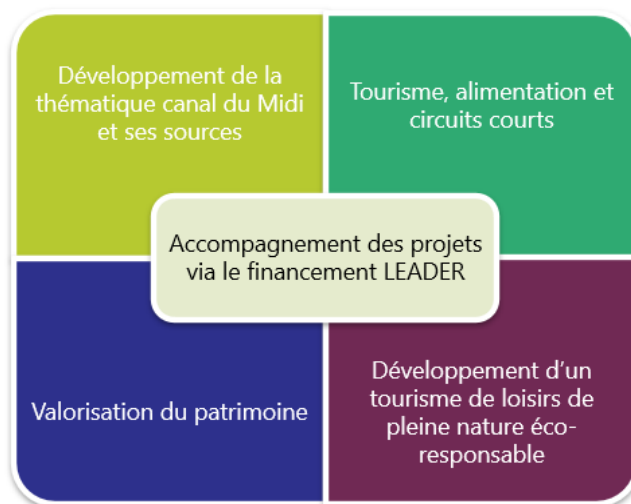 Développement de la
thématique canal du Midi
et ses sources
Tourisme, alimentation et
circuits courts
Accompagnement des projets
via le financement LEADER
Valorisation du patrimoine
Développement d'un
tourisme de loisirs de
pleine nature éco-
responsable